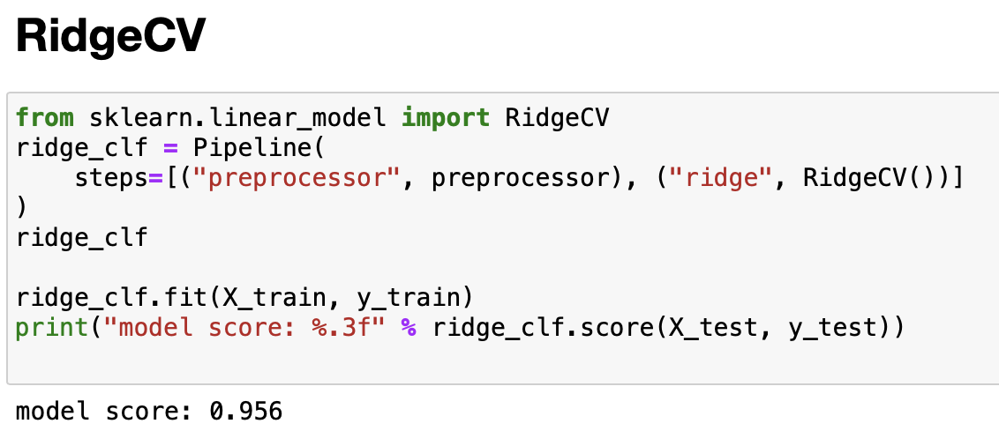 RidgeCV
from sklearn.linear_model import RidgeCV
ridge_clf = Pipeline(
    steps=[("preprocessor", preprocessor), ("ridge", RidgeCV())]
)
ridge_clf
ridge_clf.fit(X_train, y_train)
print("model score: %.3f" % ridge_clf.score(X_test, y_test))
model score: 0.956